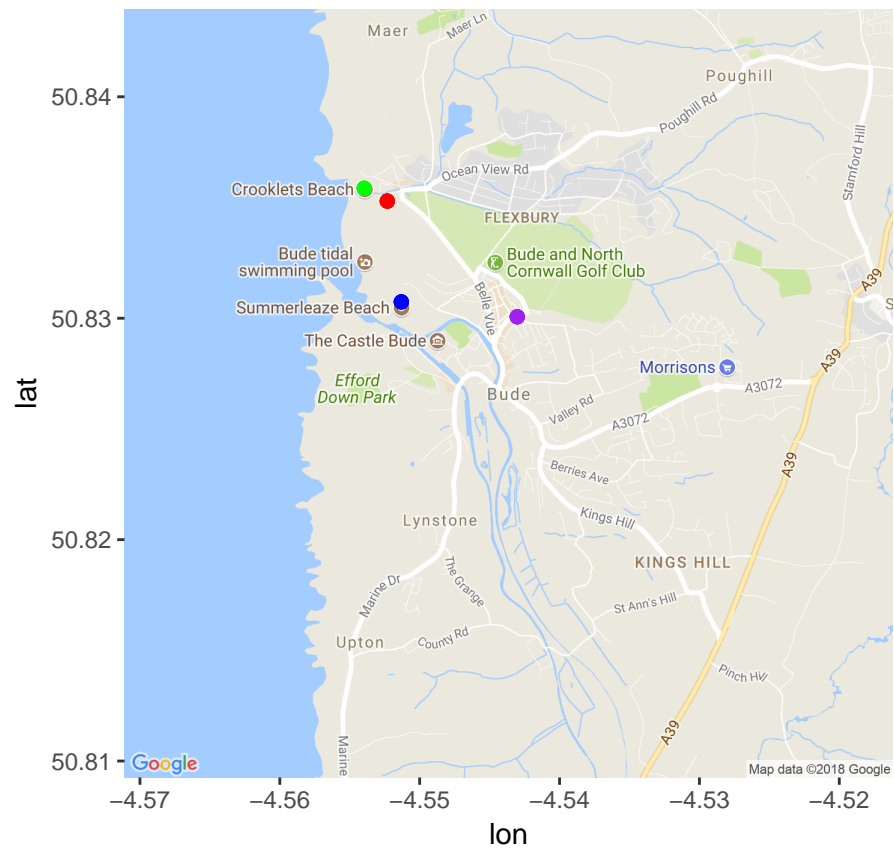 Maer
Maer Ln
Poughill
50.84
Poughill Rd
Stamford Hill
Ocean View Rd
Crooklets Beach
FLEXBURY
Bude tidal
swimming pool
Bude and North
Cornwall Golf Club
A39
Belle Vue
Summerleaze Beach
50.83
S
The Castle Bude
A39
Morrisons
Efford
Down Park
A3072
Bude
Valley Rd
A3072
lat
Berries Ave
A39
Kings Hill
Lynstone
50.82
KINGS HILL
The Grange
Marine Dr
St Ann's Hill
County Rd
Upton
Pinch Hill
A39
Marine
50.81
Google
Map data ©2018 Google
−4.57
−4.56
−4.55
−4.54
−4.53
−4.52
lon